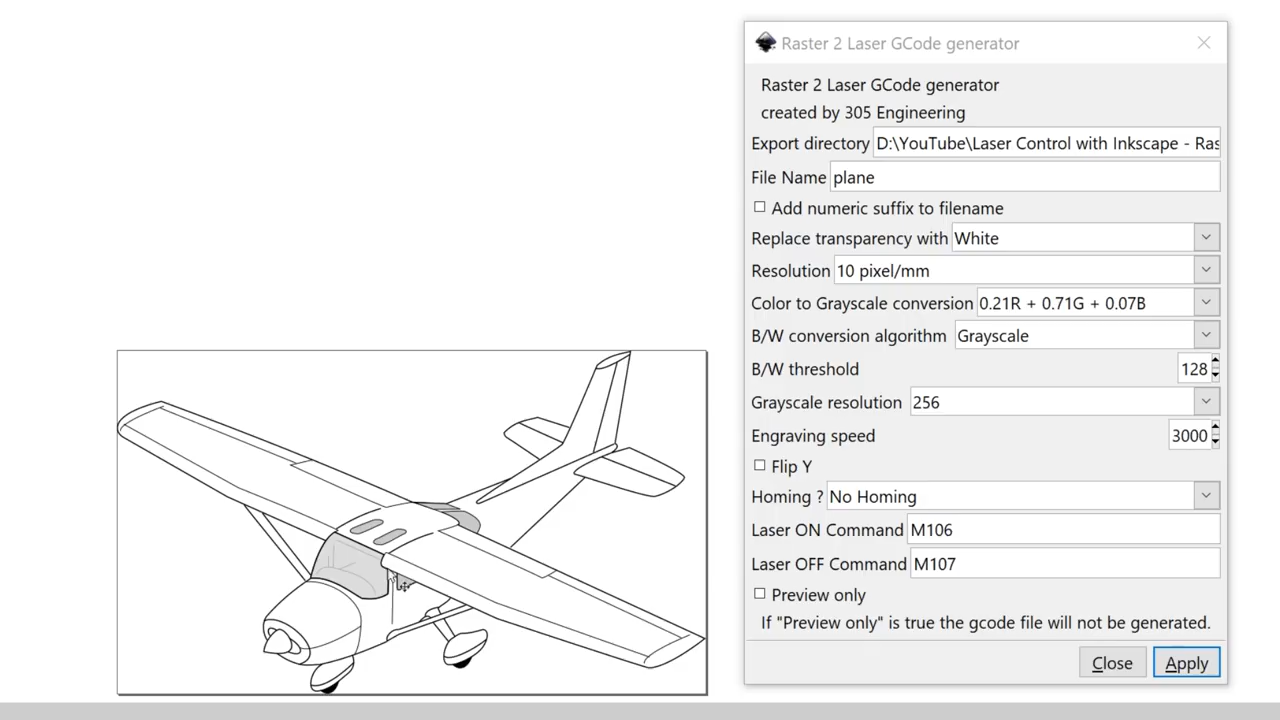 Raster 2 Laser GCode generator
Raster 2 Laser GCode generator
created by 305 Engineering
Export directory D:\YouTube\Laser Control with Inkscape - Ras
File Name plane
Add numeric suffix to filename
Replace transparency with White
Resolution 10 pixel/mm
Color to Grayscale conversion 0.21R + 0.71G + 0.07B
B/W conversion algorithm Grayscale
B/W threshold 128
Grayscale resolution 256
Engraving speed 3000
Flip Y
Homing ? No Homing
Laser ON Command M106
Laser OFF Command M107
Preview only
If "Preview only" is true the gcode file will not be generated.
Close Apply